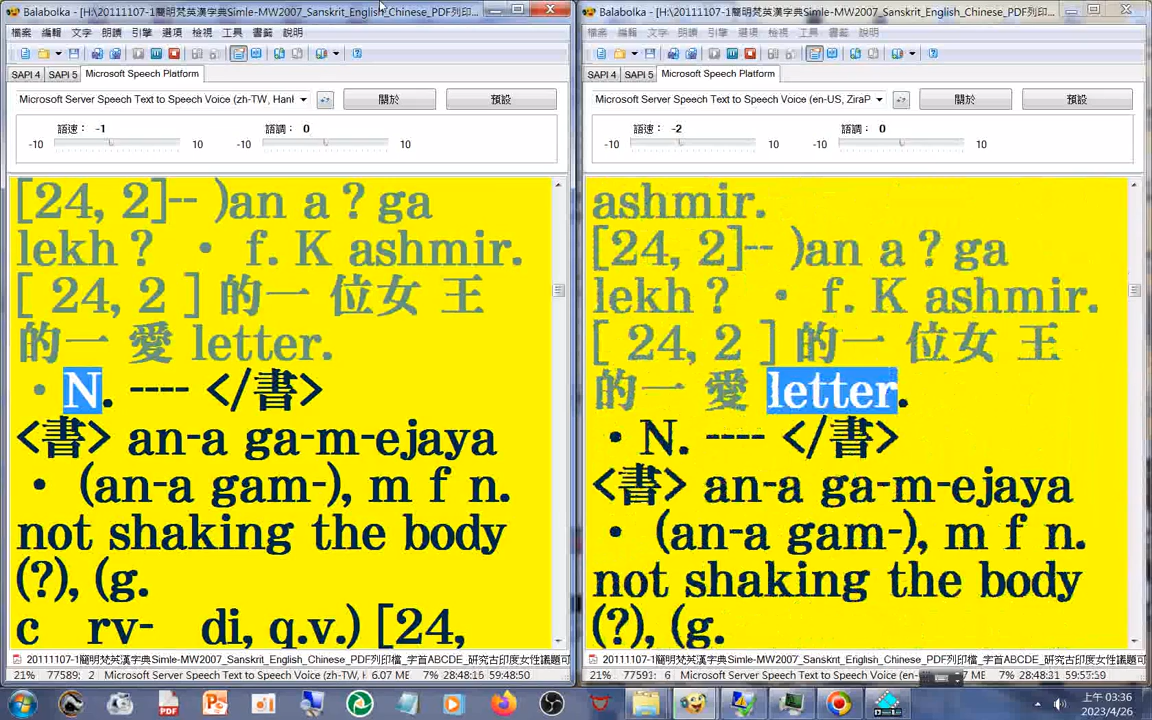 Balabolka - [H:\20111107-1簡明梵英漢字典Simle-MW2007_Sanskrit_English_Chinese_PDF列印...
檔案 編輯 文字 朗讀 引擎 選項 檢視 工具 書籤 說明
SAPI 4 SAPI 5 Microsoft Speech Platform
Microsoft Server Speech Text to Speech Voice (zh-TW, Hanl
關於
預設
語速： -1
語調： 0
-10 10 -10 10
[24, 2]-- )an a ? ga
lekh ? • f. K ashmir.
[ 24, 2 ] 的一 位女 王
的一 愛 letter.
• N. ---- </書>
<書> an-a ga-m-ejaya
• (an-a gam-), m f n.
not shaking the body
(?), (g.
c rv- di, q.v.) [24,
20111107-1簡明梵英漢字典Simle-MW2007_Sanskrit_English_Chinese_PDF列印檔_字首ABCDE_研究古印度女性議題可
21% 77589: 2 Microsoft Server Speech Text to Speech Voice (zh-TW, H 6.07 MB 7% 28:48:16 59:48:50
Balabolka - [H:\20111107-1簡明梵英漢字典Simle-MW2007_Sanskrit_English_Chinese_PDF列印...
檔案 編輯 文字 朗讀 引擎 選項 檢視 工具 書籤 說明
SAPI 4 SAPI 5 Microsoft Speech Platform
Microsoft Server Speech Text to Speech Voice (en-US, ZiraP
關於
預設
語速： -2
語調： 0
-10 10 -10 10
ashmir.
[24, 2]-- )an a ? ga
lekh ? • f. K ashmir.
[ 24, 2 ] 的一 位女 王
的一 愛 letter.
• N. ---- </書>
<書> an-a ga-m-ejaya
• (an-a gam-), m f n.
not shaking the body
(?), (g.
20111107-1簡明梵英漢字典Simle-MW2007_Sanskrit_English_Chinese_PDF列印檔_字首ABCDE_研究古印度女性議題可
21% 77591: 6 Microsoft Server Speech Text to Speech Voice (en-US, 7% 28:48:31
上午 03:36
2023/4/26